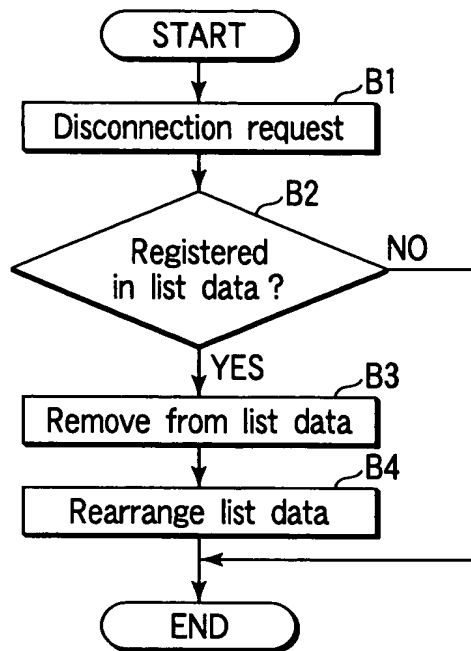 START
B1
Disconnection request
B2
Registered
in list data ?
NO
YES
B3
Remove from list data
B4
Rearrange list data
END